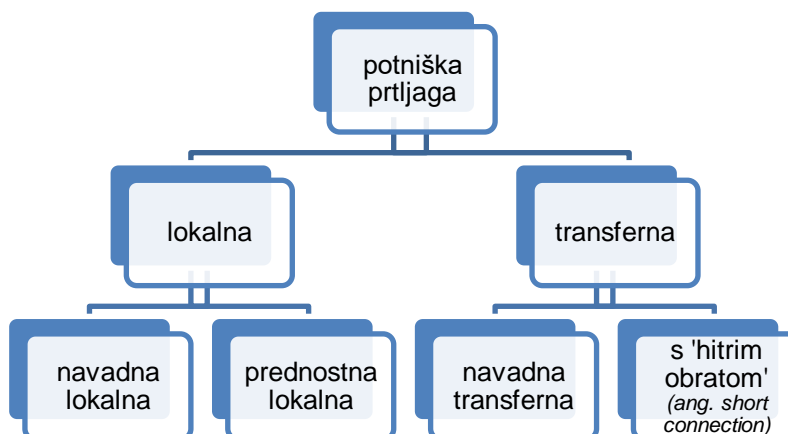 potniška
prtljaga
lokalna
transferna
navadna
lokalna
prednostna
lokalna
navadna
transferna
s 'hitrim
obratom'
(ang. short
connection)